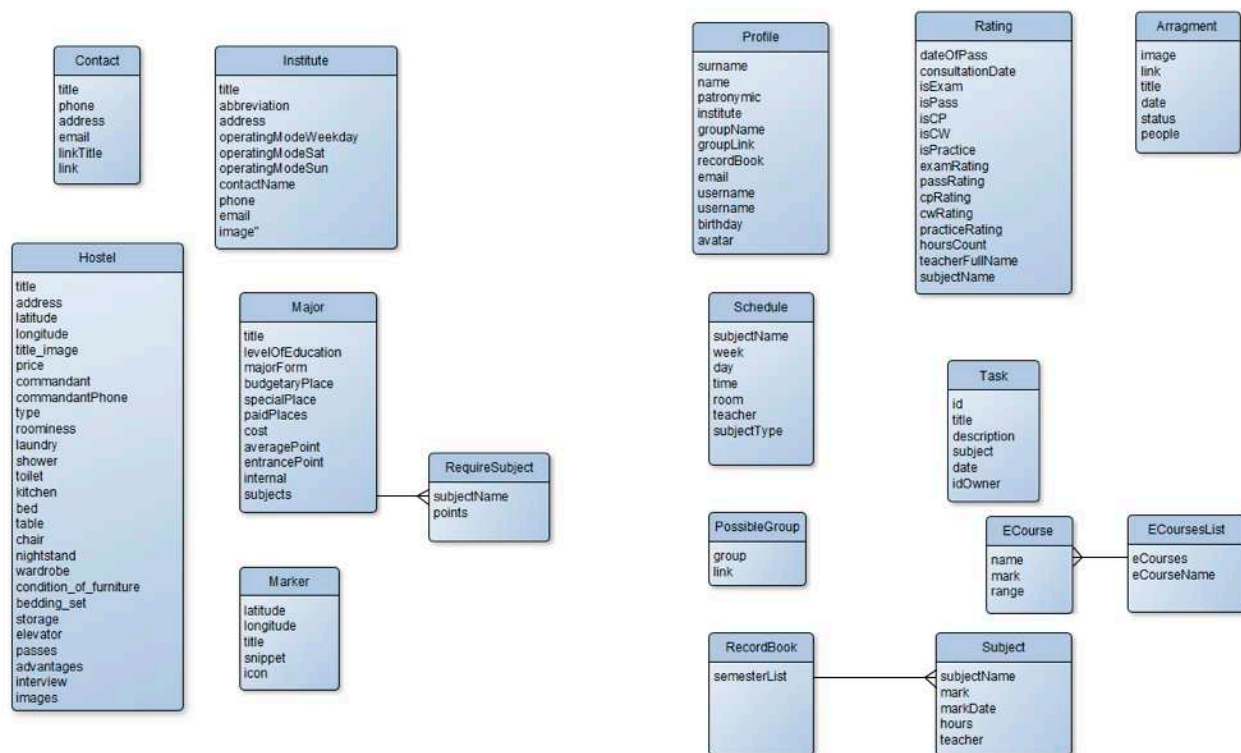 Contact
title
phone
address
email
linkTitle
link
Institute
title
abbreviation
address
operatingModeWeekday
operatingModeSat
operatingModeSun
contactName
phone
email
image"
Hostel
title
address
latitude
longitude
title_image
price
commandant
commandantPhone
type
roominess
laundry
shower
toilet
kitchen
bed
table
chair
nightstand
wardrobe
condition_of_furniture
bedding_set
storage
elevator
passes
advantages
interview
images
Major
title
levelOfEducation
majorForm
budgetaryPlace
specialPlace
paidPlaces
cost
averagePoint
entrancePoint
internal
subjects
RequireSubject
subjectName
points
Marker
latitude
longitude
title
snippet
icon
Profile
surname
name
patronymic
institute
groupName
groupLink
recordBook
email
username
username
birthday
avatar
Rating
dateOfPass
consultationDate
isExam
isPass
isCP
isCW
isPractice
examRating
passRating
cpRating
cwRating
practiceRating
hoursCount
teacherFullName
subjectName
Arragment
image
link
title
date
status
people
Schedule
subjectName
week
day
time
room
teacher
subjectType
Task
id
title
description
subject
date
idOwner
PossibleGroup
group
link
ECourse
name
mark
range
ECoursesList
eCourses
eCourseName
RecordBook
semesterList
Subject
subjectName
mark
markDate
hours
teacher